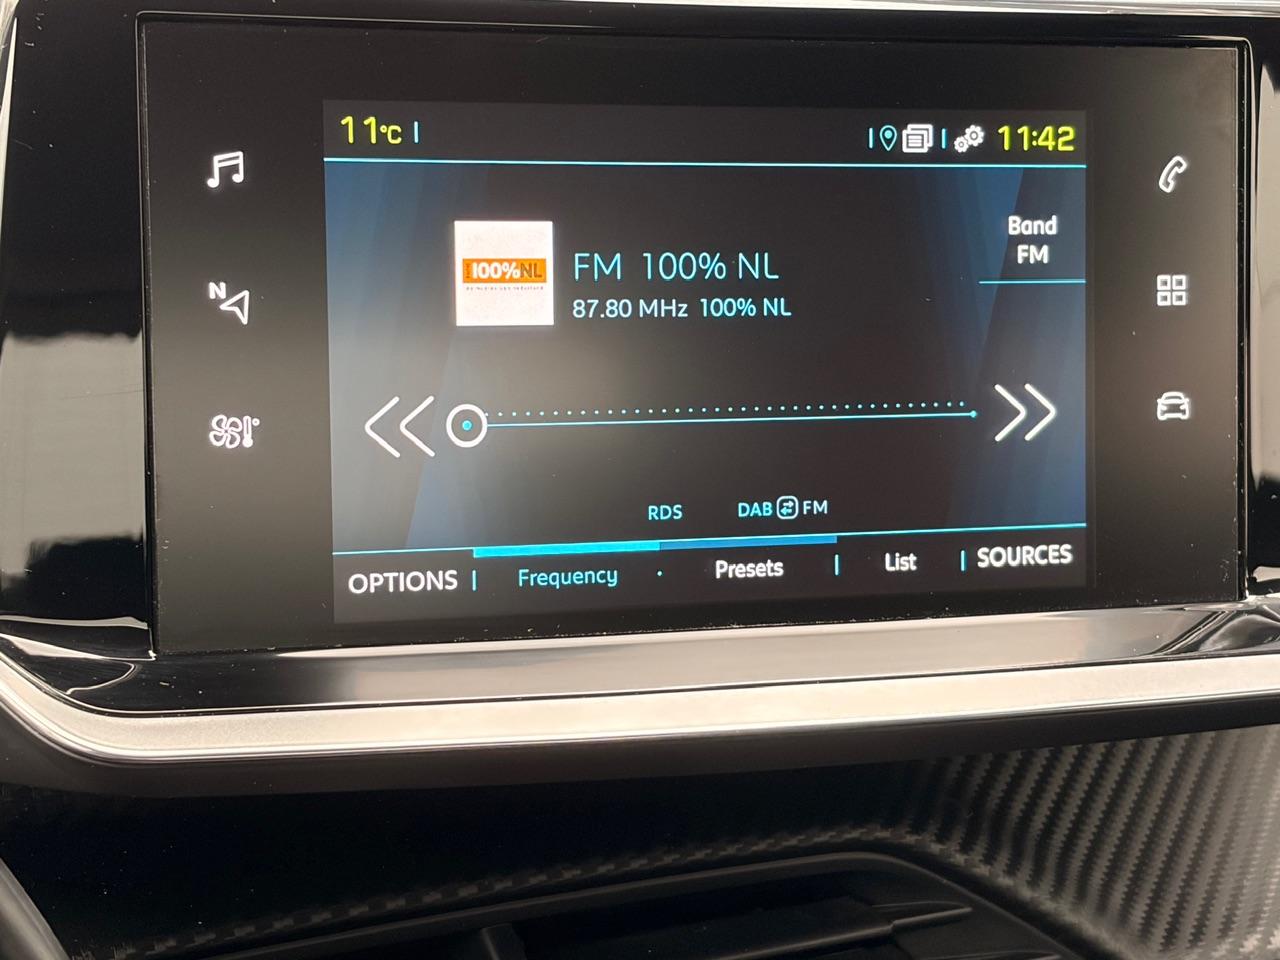 11°C
11:42
Band
FM
100%NL
FM 100% NL
87.80 MHz 100% NL
N
RDS
DAB FM
OPTIONS
Frequency
Presets
List
SOURCES